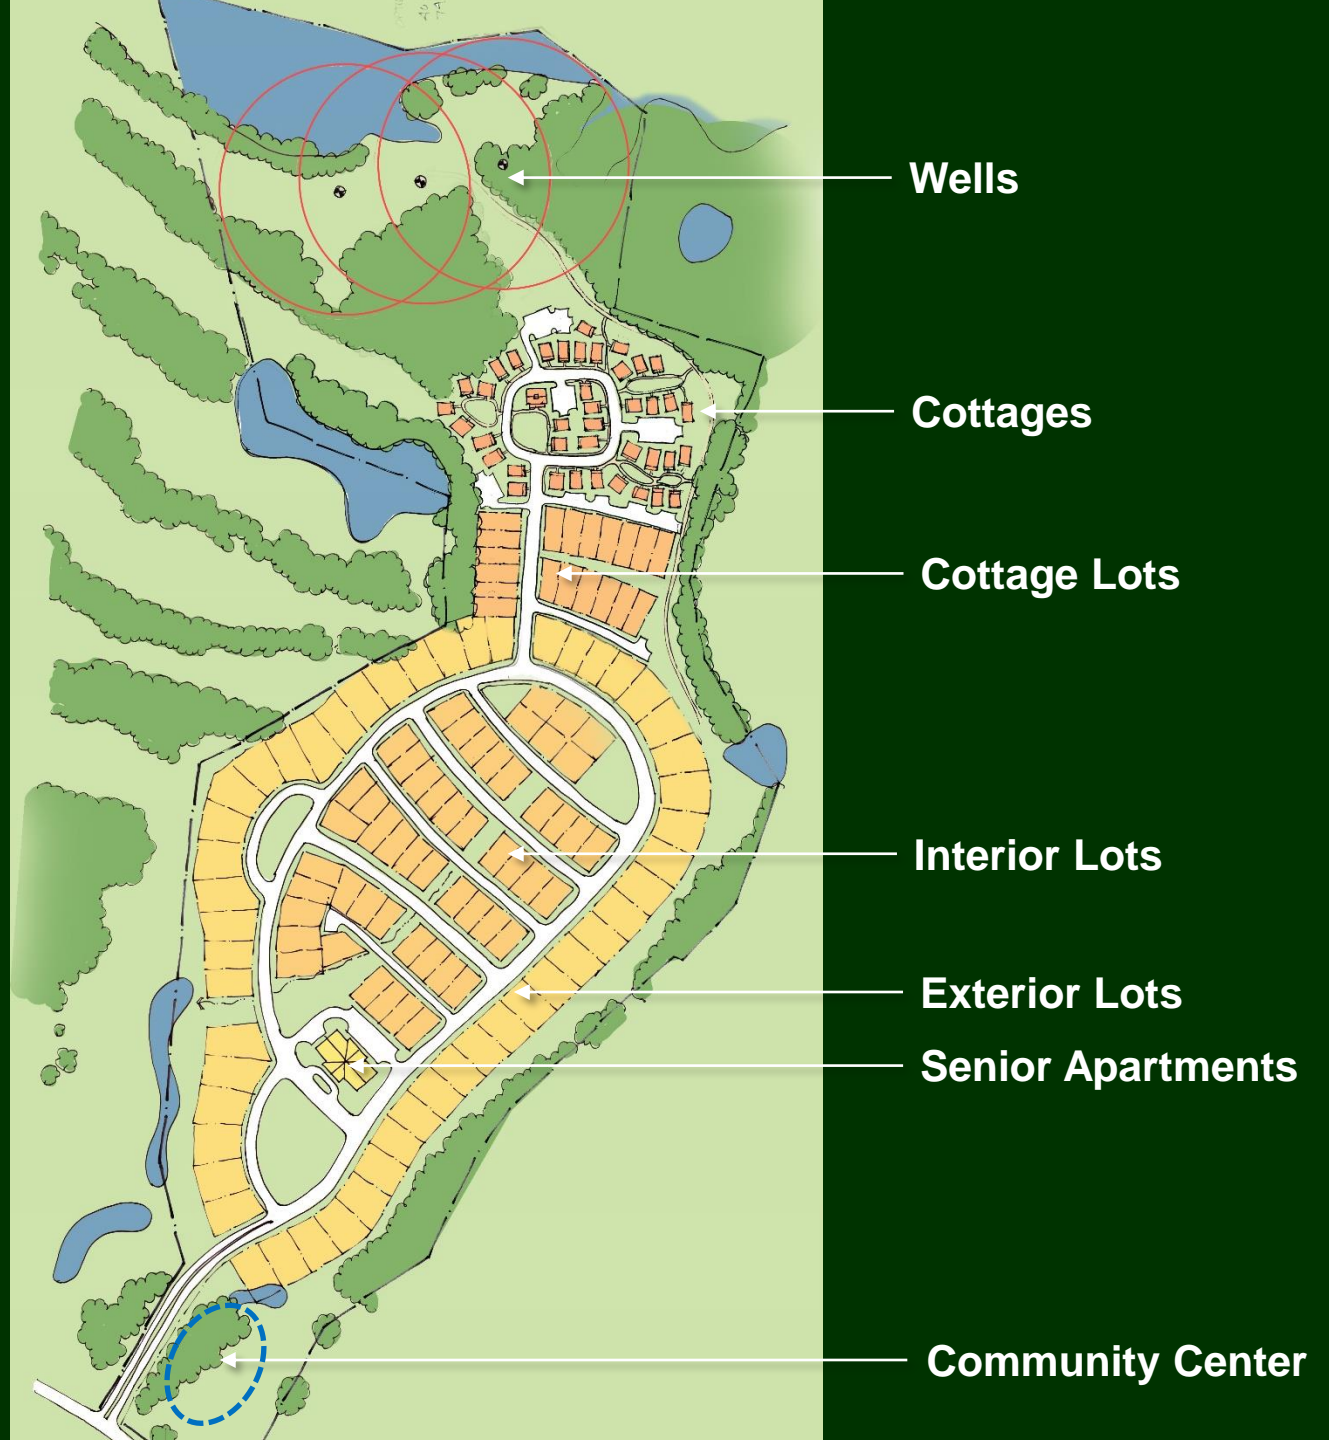 Wells
Cottages
Cottage Lots
Interior Lots
Exterior Lots
Senior Apartments
Community Center